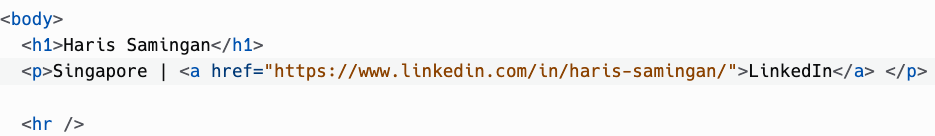 <body>
<h1>Haris Samingan</h1>
<p>Singapore | <a href="https://www.linkedin.com/in/haris-samingan/">LinkedIn</a> </p>
<hr />